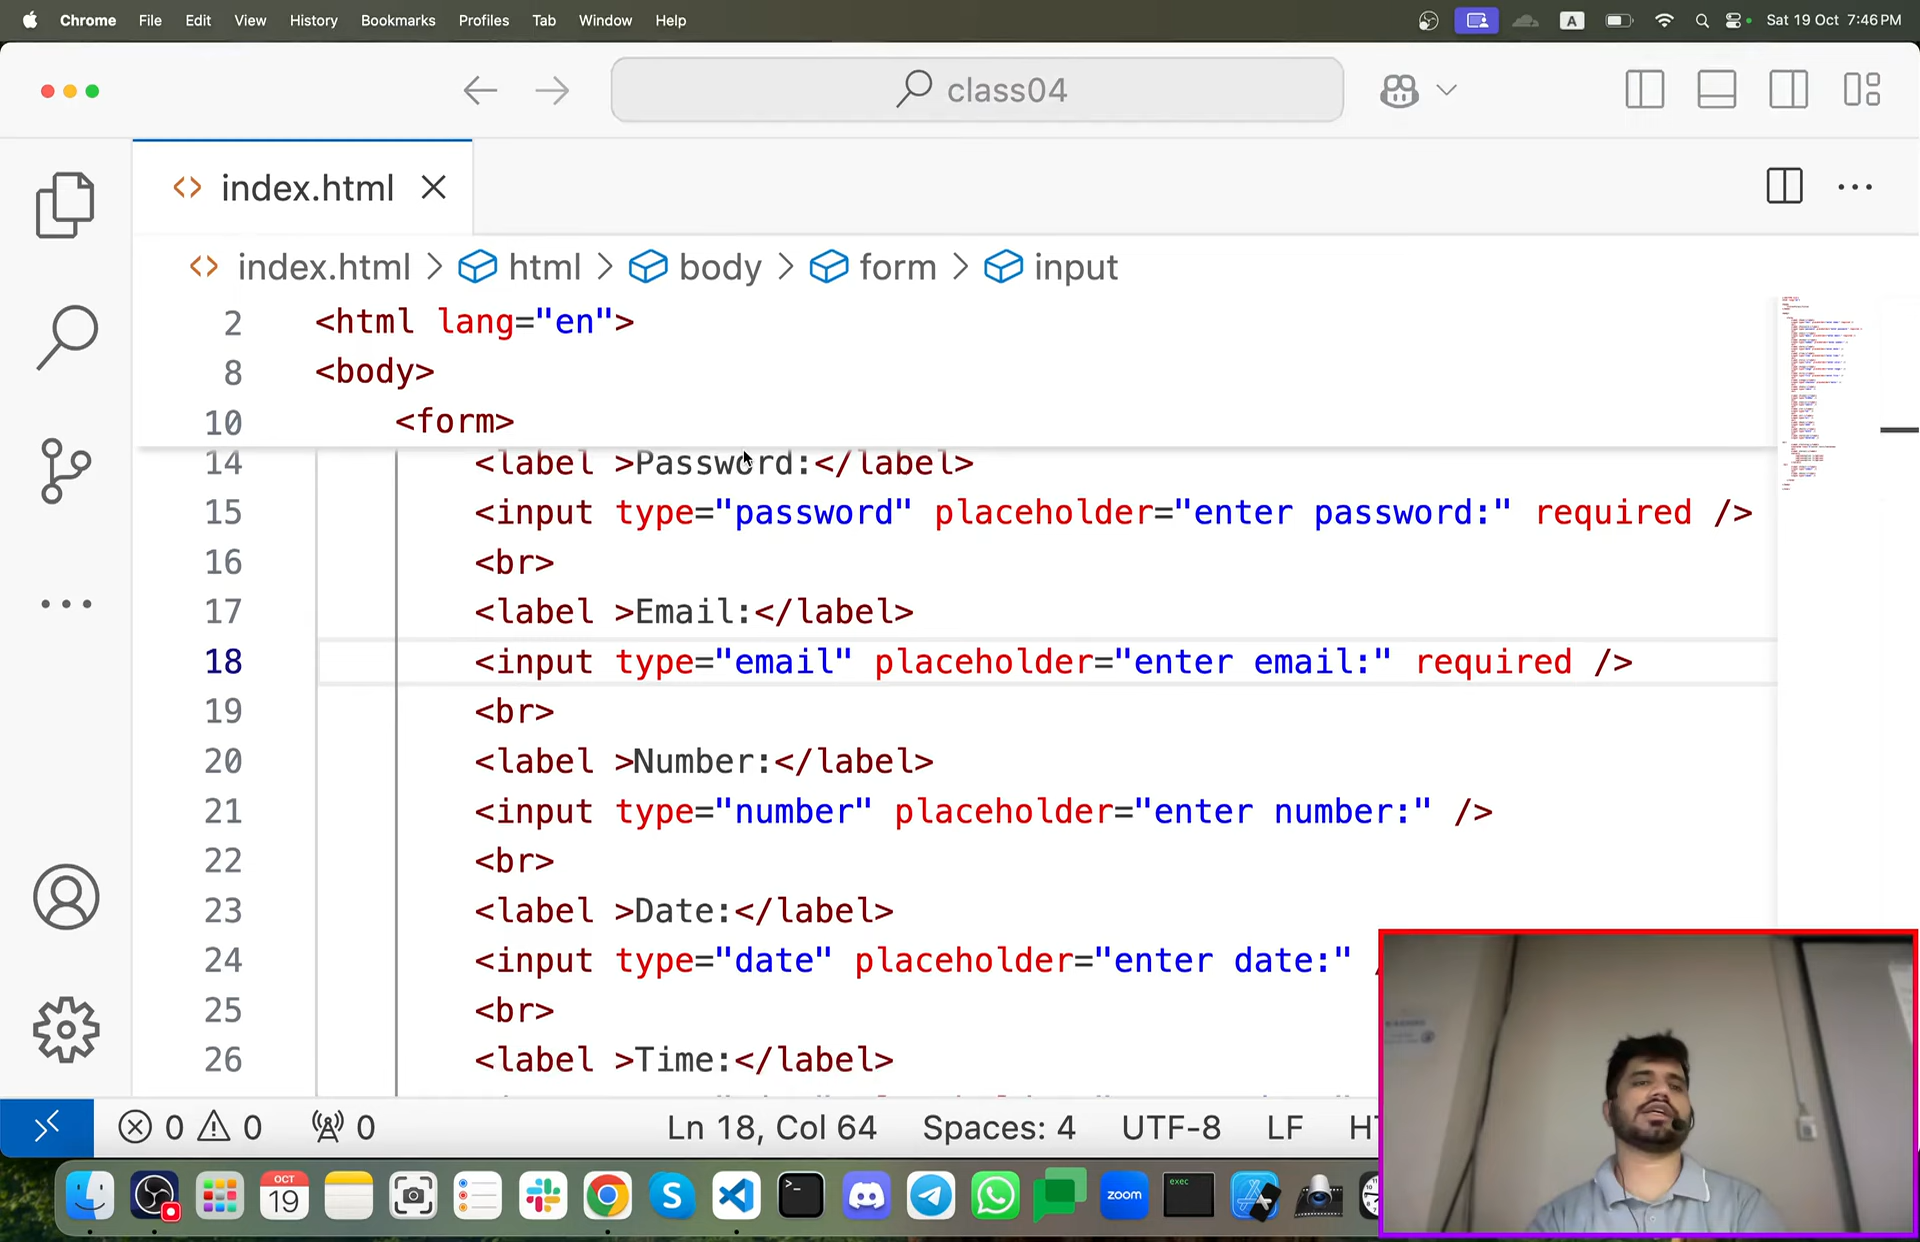 Chrome File Edit View History Bookmarks Profiles Tab Window Help A Sat 19 Oct 7:46 PM
class04
index.html
index.html > html > body > form > input
2 <html lang="en">
8 <body>
10 <form>
14 <label >Password:</label>
15 <input type="password" placeholder="enter password:" required />
16 <br>
17 <label >Email:</label>
18 <input type="email" placeholder="enter email:" required />
19 <br>
20 <label >Number:</label>
21 <input type="number" placeholder="enter number:" />
22 <br>
23 <label >Date:</label>
24 <input type="date" placeholder="enter date:" /
25 <br>
26 <label >Time:</label>
0 0 0 Ln 18, Col 64 Spaces: 4 UTF-8 LF
OCT
19
zoom
exec